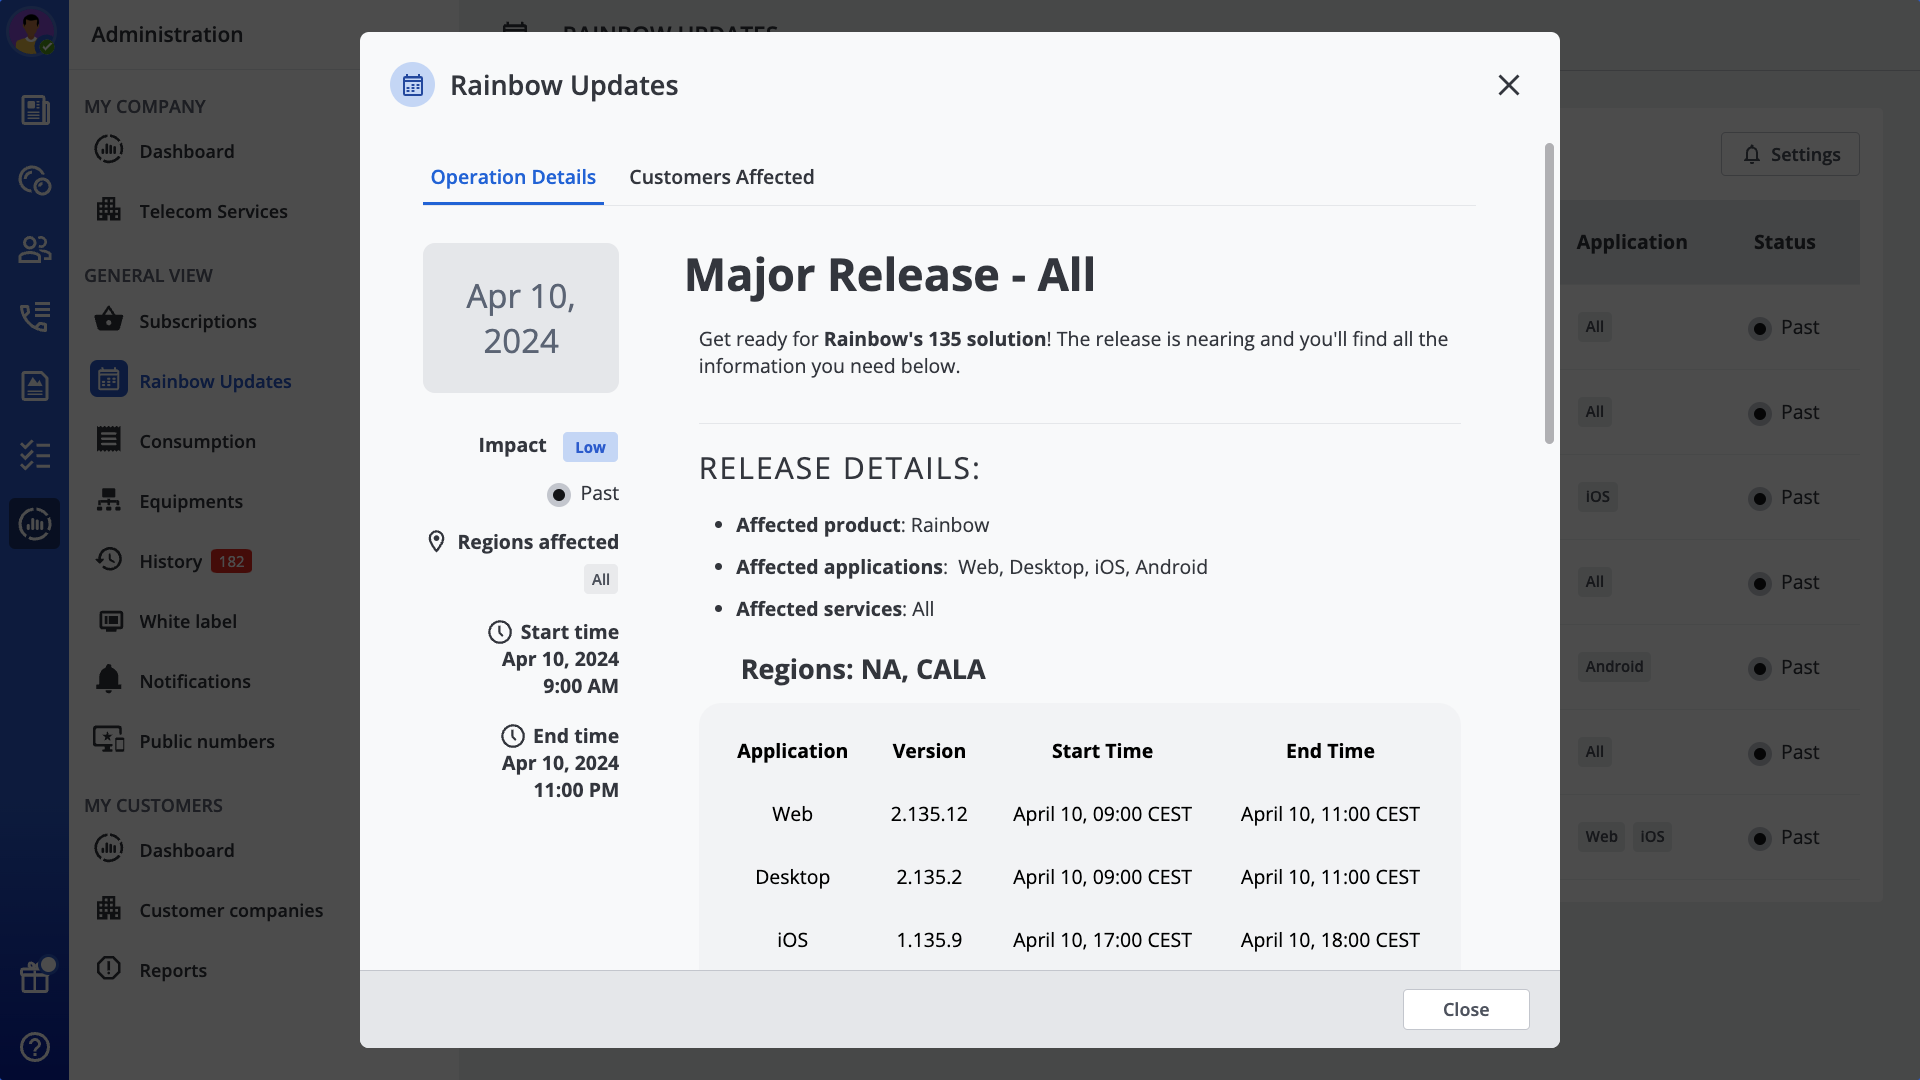 Administration
RAINBOW UPDATES
MY COMPANY
Dashboard
Telecom Services
GENERAL VIEW
Subscriptions
Rainbow Updates
Consumption
Equipments
History 182
White label
Notifications
Public numbers
MY CUSTOMERS
Dashboard
Customer companies
Reports
Rainbow Updates
Operation Details Customers Affected
Apr 10,
2024
Impact Low
Past
Regions affected
All
Start time
Apr 10, 2024
9:00 AM
End time
Apr 10, 2024
11:00 PM
Major Release - All
Get ready for Rainbow's 135 solution! The release is nearing and you'll find all the
information you need below.
RELEASE DETAILS:
• Affected product: Rainbow
• Affected applications: Web, Desktop, iOS, Android
• Affected services: All
Regions: NA, CALA
Application Version Start Time End Time
Web 2.135.12 April 10, 09:00 CEST April 10, 11:00 CEST
Desktop 2.135.2 April 10, 09:00 CEST April 10, 11:00 CEST
iOS 1.135.9 April 10, 17:00 CEST April 10, 18:00 CEST
Close
Settings
Application Status
All Past
All Past
iOS Past
All Past
Android Past
All Past
Web iOS Past